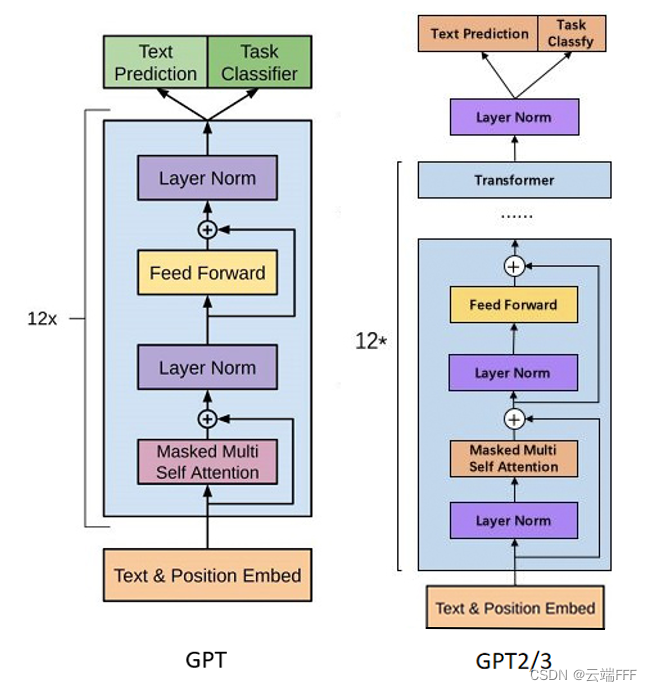 Text
Prediction
Task
Classifier
Layer Norm
Feed Forward
12x
Layer Norm
Masked Multi
Self Attention
Text & Position Embed
GPT
Text Prediction
Task
Classfy
Layer Norm
Transformer
......
Feed Forward
12*
Layer Norm
Masked Multi
Self Attention
Layer Norm
Text & Position Embed
GPT2/3
CSDN @云端FFF